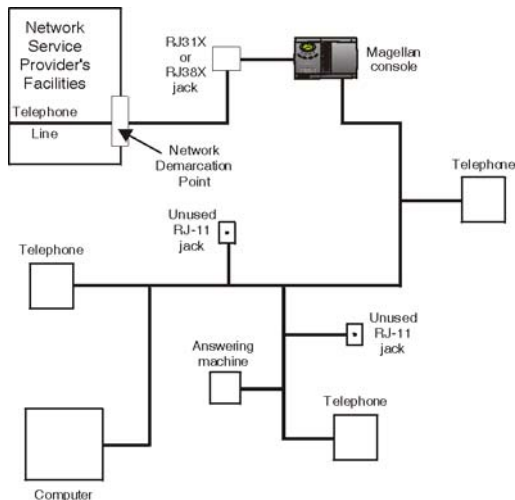 Network
Service
Provider's
Facilities
Telephone
Line
Network
Demarcation
Point
RJ31X
or
RJ38X
jack
Magellan
console
Telephone
Unused
RJ-11
jack
Telephone
Unused
RJ-11
jack
Answering
machine
Telephone
Computer